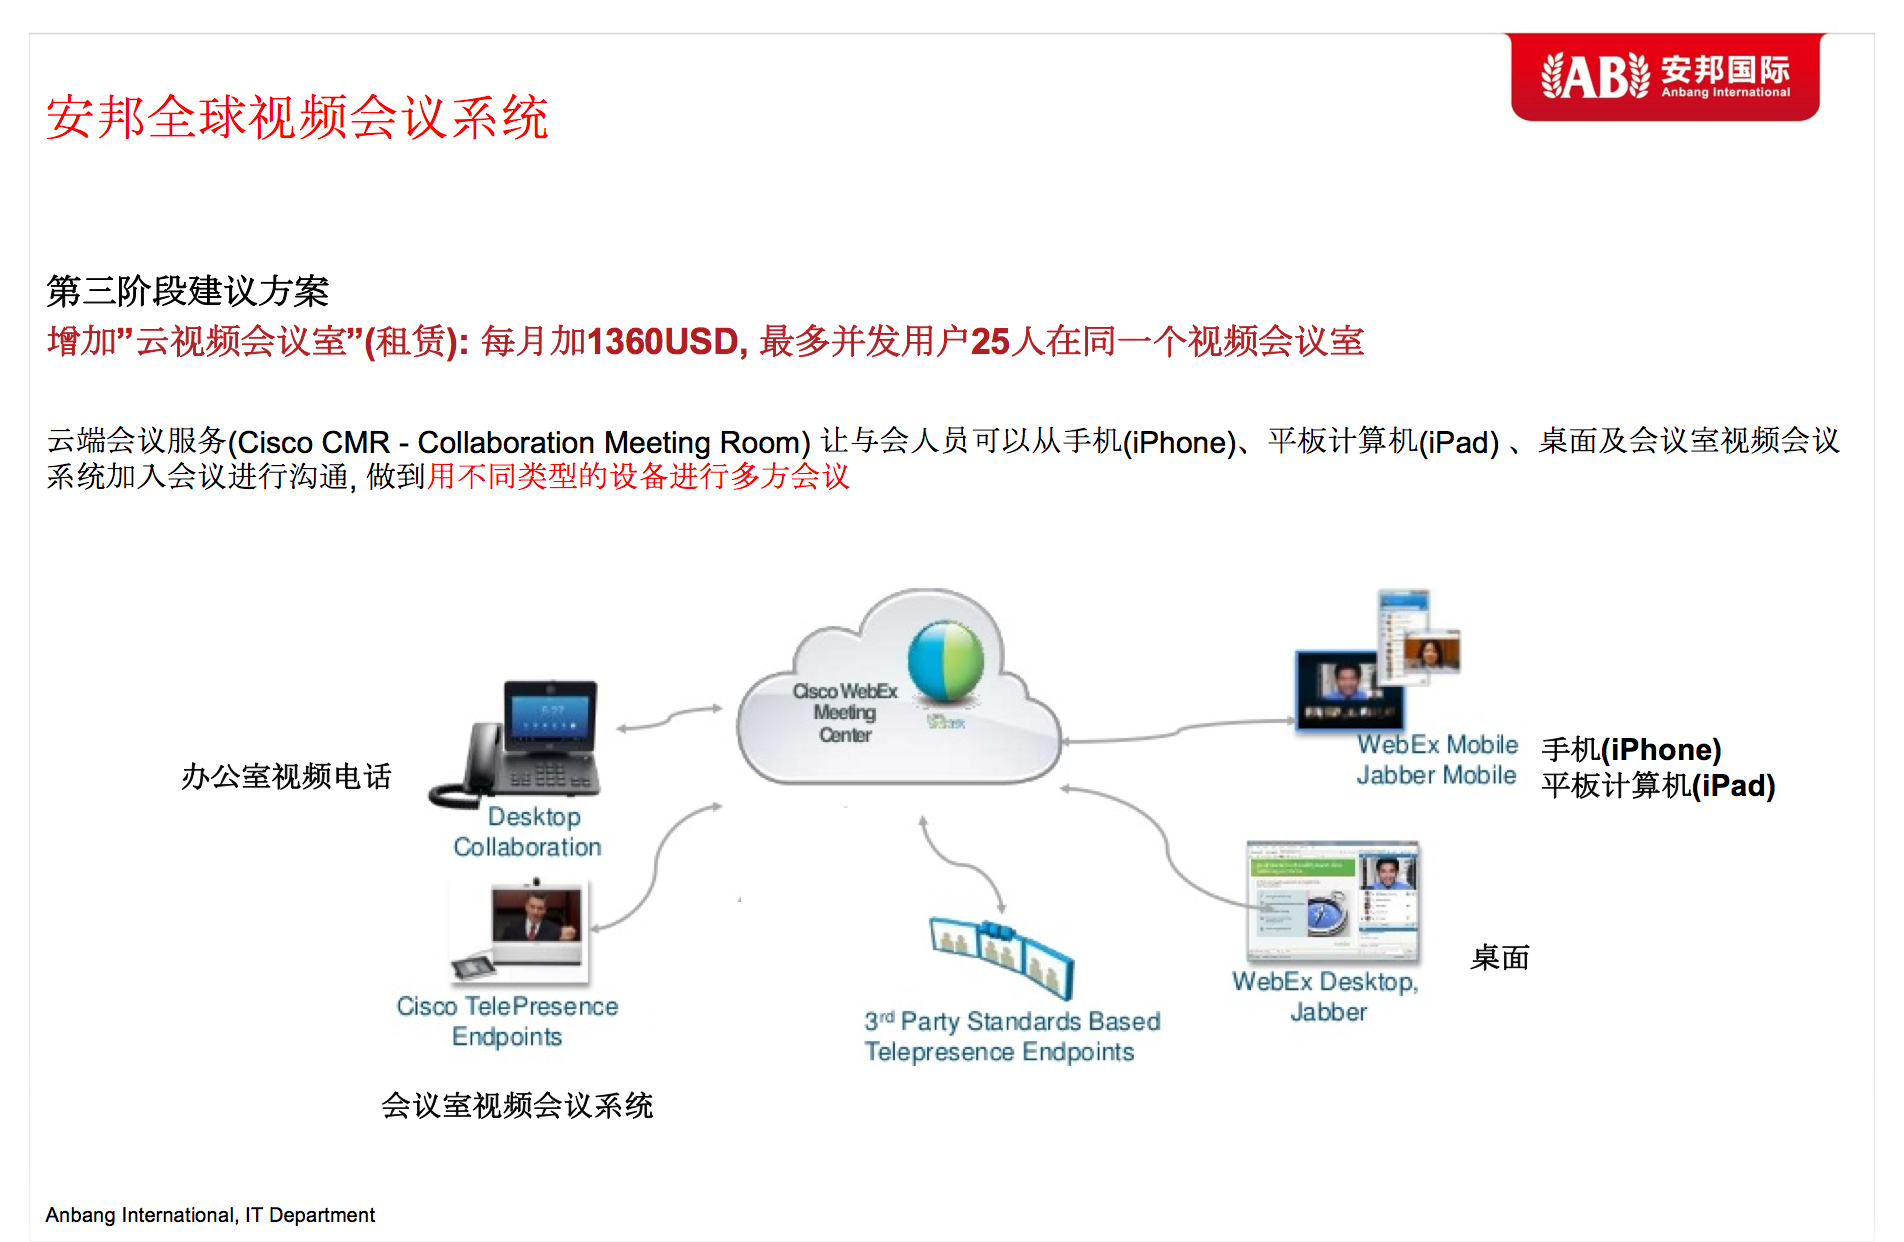 AB 安邦国际
Anbang International
安邦全球视频会议系统
第三阶段建议方案
增加”云视频会议室”(租赁): 每月加1360USD, 最多并发用户25人在同一个视频会议室
云端会议服务(Cisco CMR - Collaboration Meeting Room) 让与会人员可以从手机(iPhone)、平板计算机(iPad) 、桌面及会议室视频会议
系统加入会议进行沟通, 做到用不同类型的设备进行多方会议
Cisco WebEx
Meeting
Center
办公室视频电话
Desktop
Collaboration
WebEx Mobile
Jabber Mobile
手机(iPhone)
平板计算机(iPad)
Cisco TelePresence
Endpoints
会议室视频会议系统
3rd Party Standards Based
Telepresence Endpoints
WebEx Desktop,
Jabber
桌面
Anbang International, IT Department